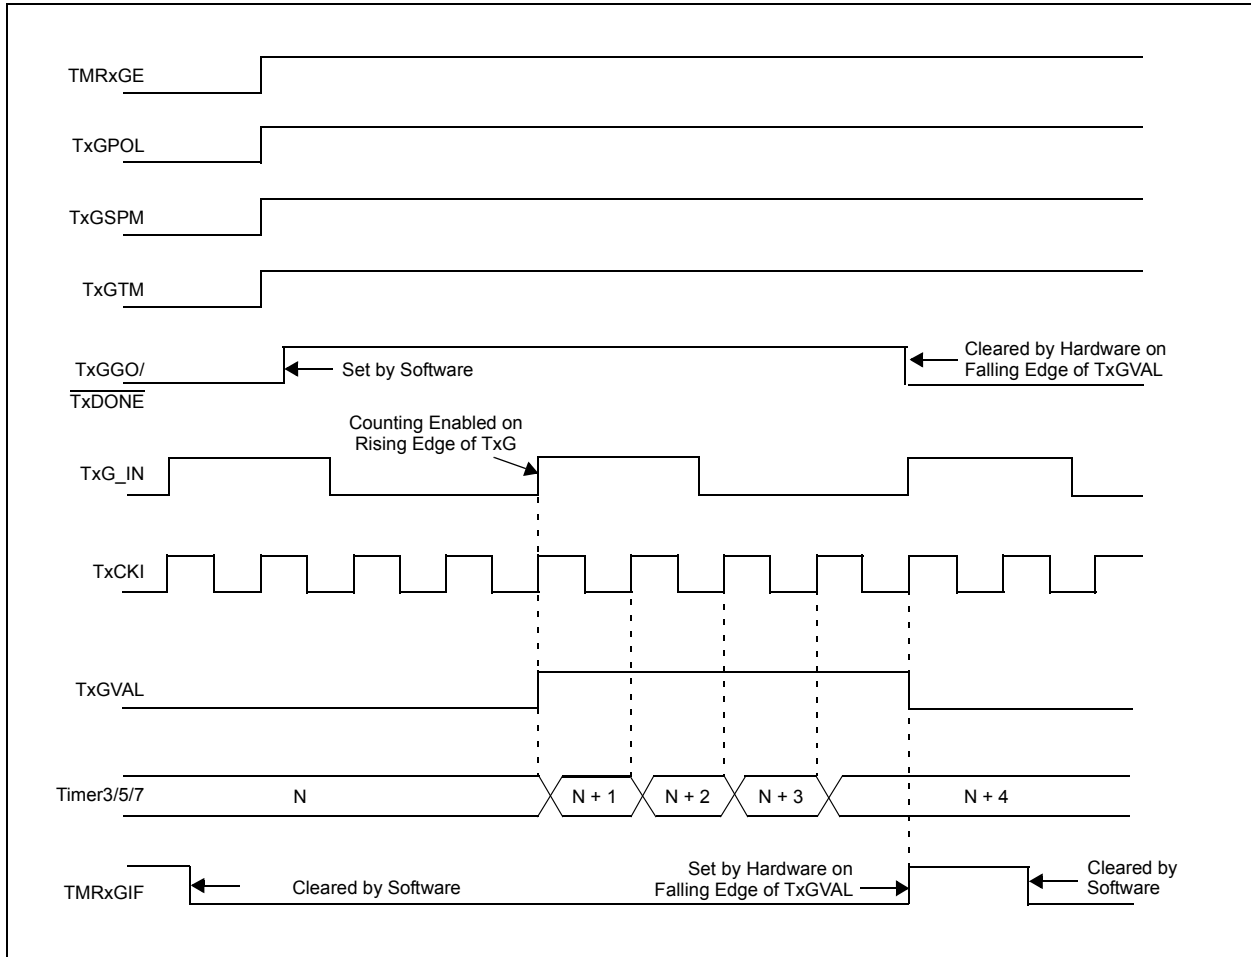 TMRxGE
TxGPOL
TxGSPM
TxGTM
TxGGO/
TxDONE
Set by Software
Cleared by Hardware on
Falling Edge of TxGVAL
Counting Enabled on
Rising Edge of TxG
TxG_IN
TxCKI
TxGVAL
Timer3/5/7
N
N + 1
N + 2
N + 3
N + 4
TMRxGIF
Cleared by Software
Set by Hardware on
Falling Edge of TxGVAL
Cleared by
Software